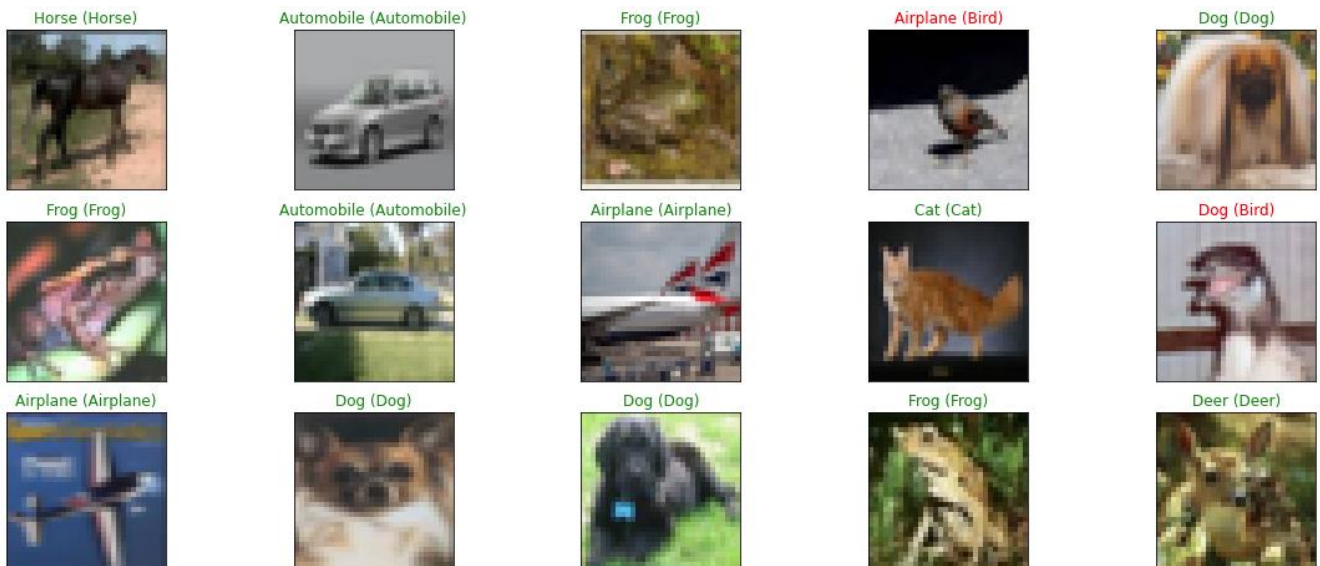 Horse (Horse)
Automobile (Automobile)
Frog (Frog)
Airplane (Bird)
Dog (Dog)
Frog (Frog)
Automobile (Automobile)
Airplane (Airplane)
Cat (Cat)
Dog (Bird)
Airplane (Airplane)
Dog (Dog)
Dog (Dog)
Frog (Frog)
Deer (Deer)